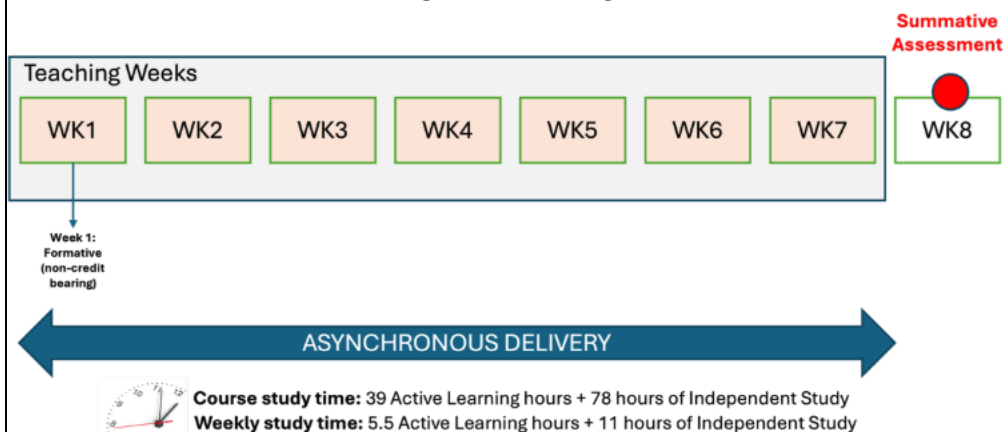 Summative
Assessment
Teaching Weeks
WK1 WK2 WK3 WK4 WK5 WK6 WK7 WK8
Week 1:
Formative
(non-credit
bearing)
ASYNCHRONOUS DELIVERY
Course study time: 39 Active Learning hours + 78 hours of Independent Study
Weekly study time: 5.5 Active Learning hours + 11 hours of Independent Study